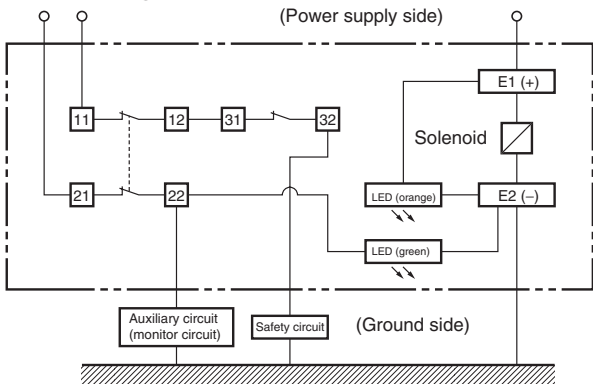 (Power supply side)
E1 (+)
11
12
31
32
Solenoid
21
22
LED (orange)
E2 (−)
LED (green)
Auxiliary circuit
(monitor circuit)
Safety circuit
(Ground side)